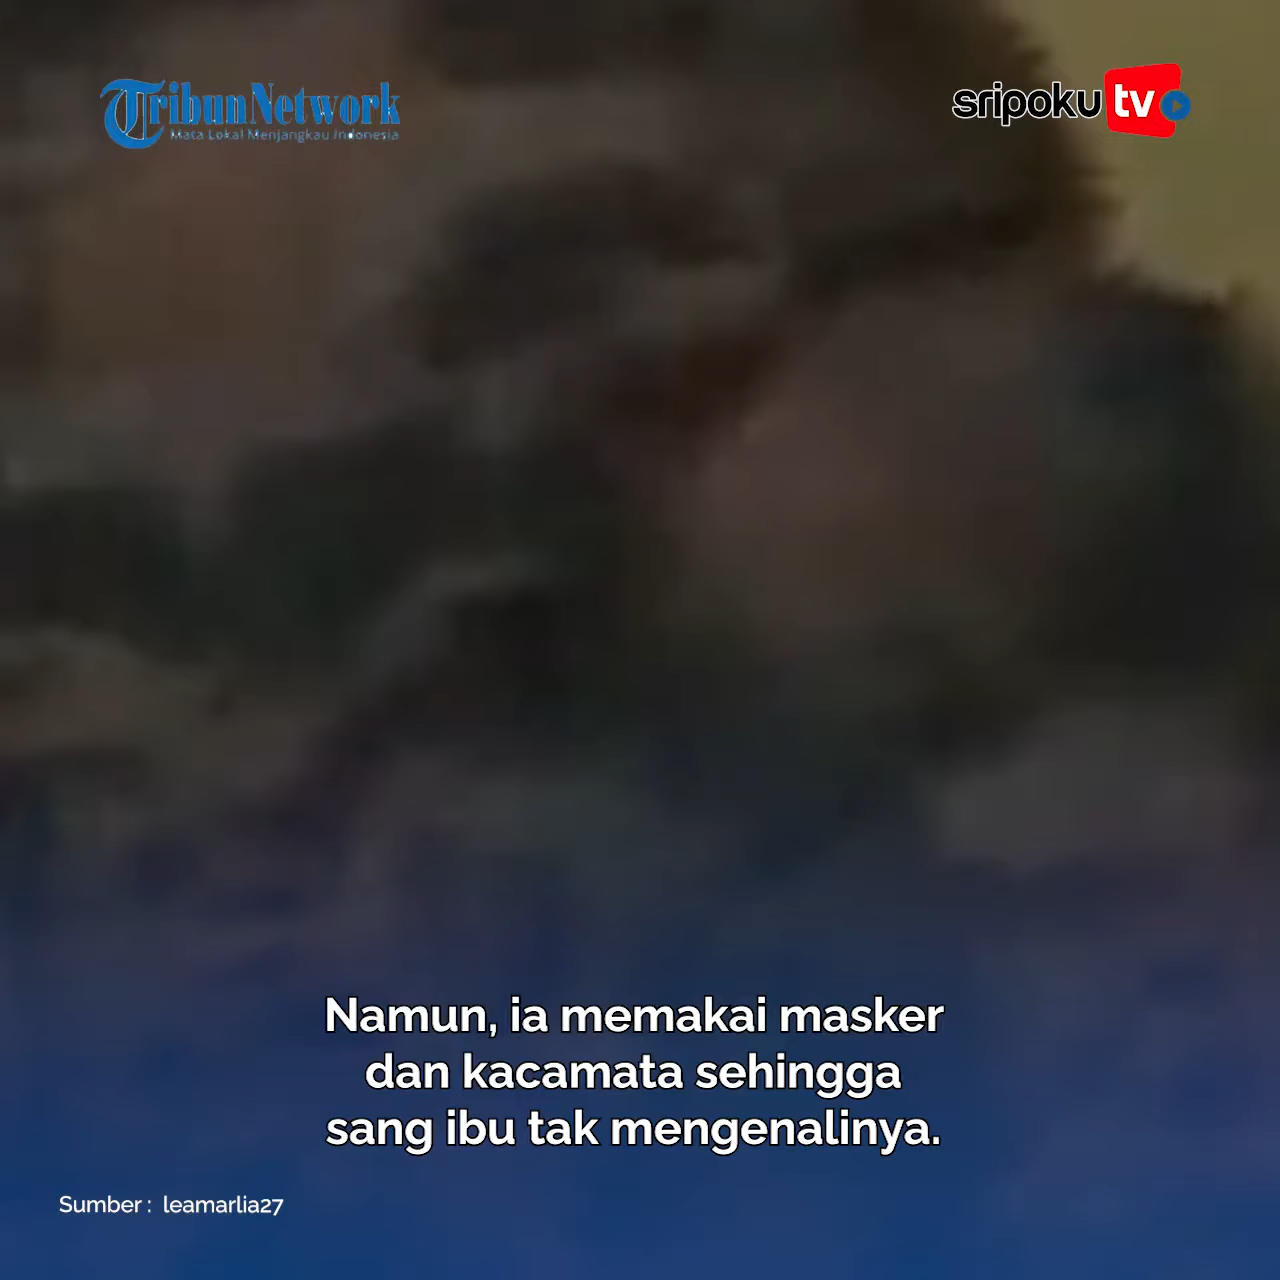 TribunNetwork
Mata Lokal Menjangkau Indonesia
sripoku tv
Namun, ia memakai masker
dan kacamata sehingga
sang ibu tak mengenalinya.
Sumber : leamarlia27